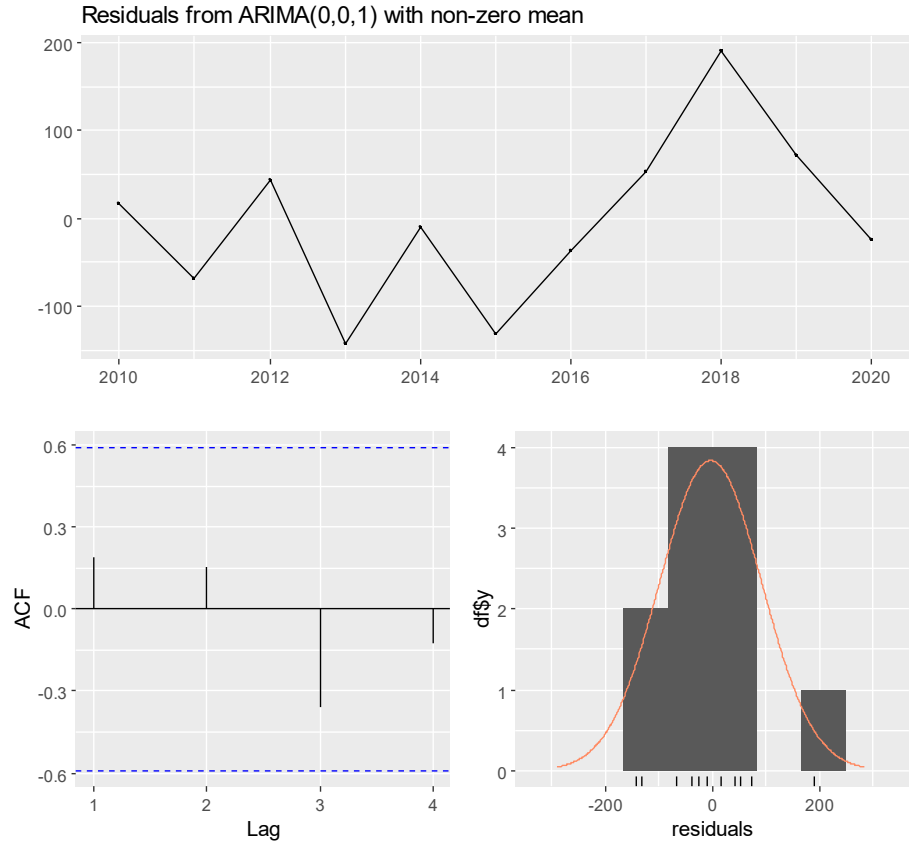 Residuals from ARIMA(0,0,1) with non-zero mean
200
100
0
-100
2010 2012 2014 2016 2018 2020
0.6
0.3
0.0
-0.3
-0.6
ACF
1 2 3 4
Lag
4
3
2
1
0
df$y
-200 0 200
residuals